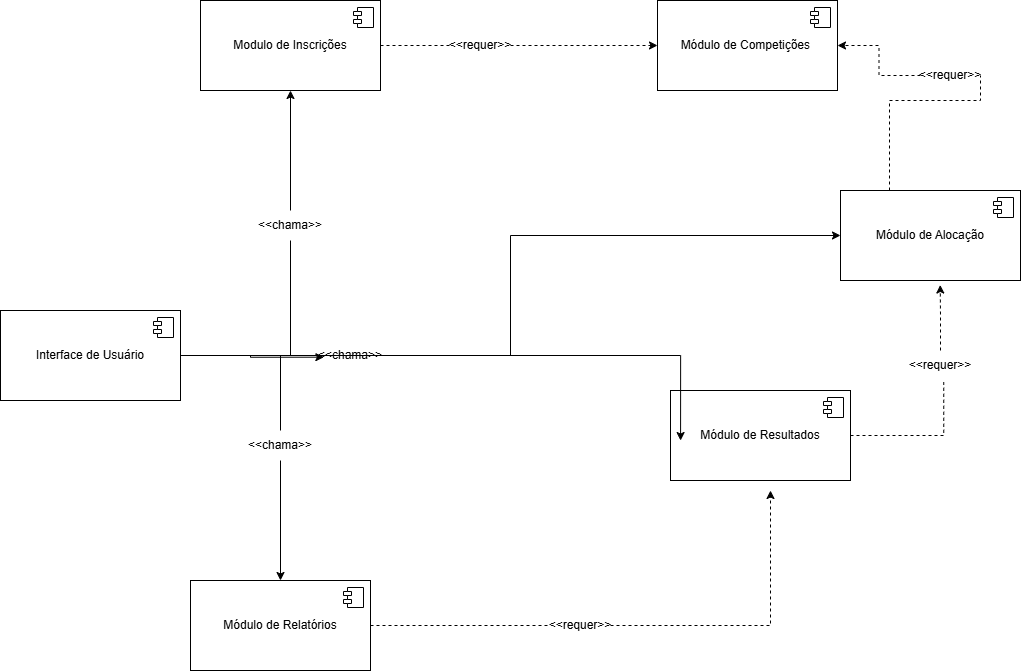 Modulo de Inscrições
<<requer>>
Módulo de Competições
<<requer>>
<<chama>>
Módulo de Alocação
Interface de Usuário
<<chama>>
<<requer>>
<<chama>>
Módulo de Resultados
Módulo de Relatórios
<<requer>>